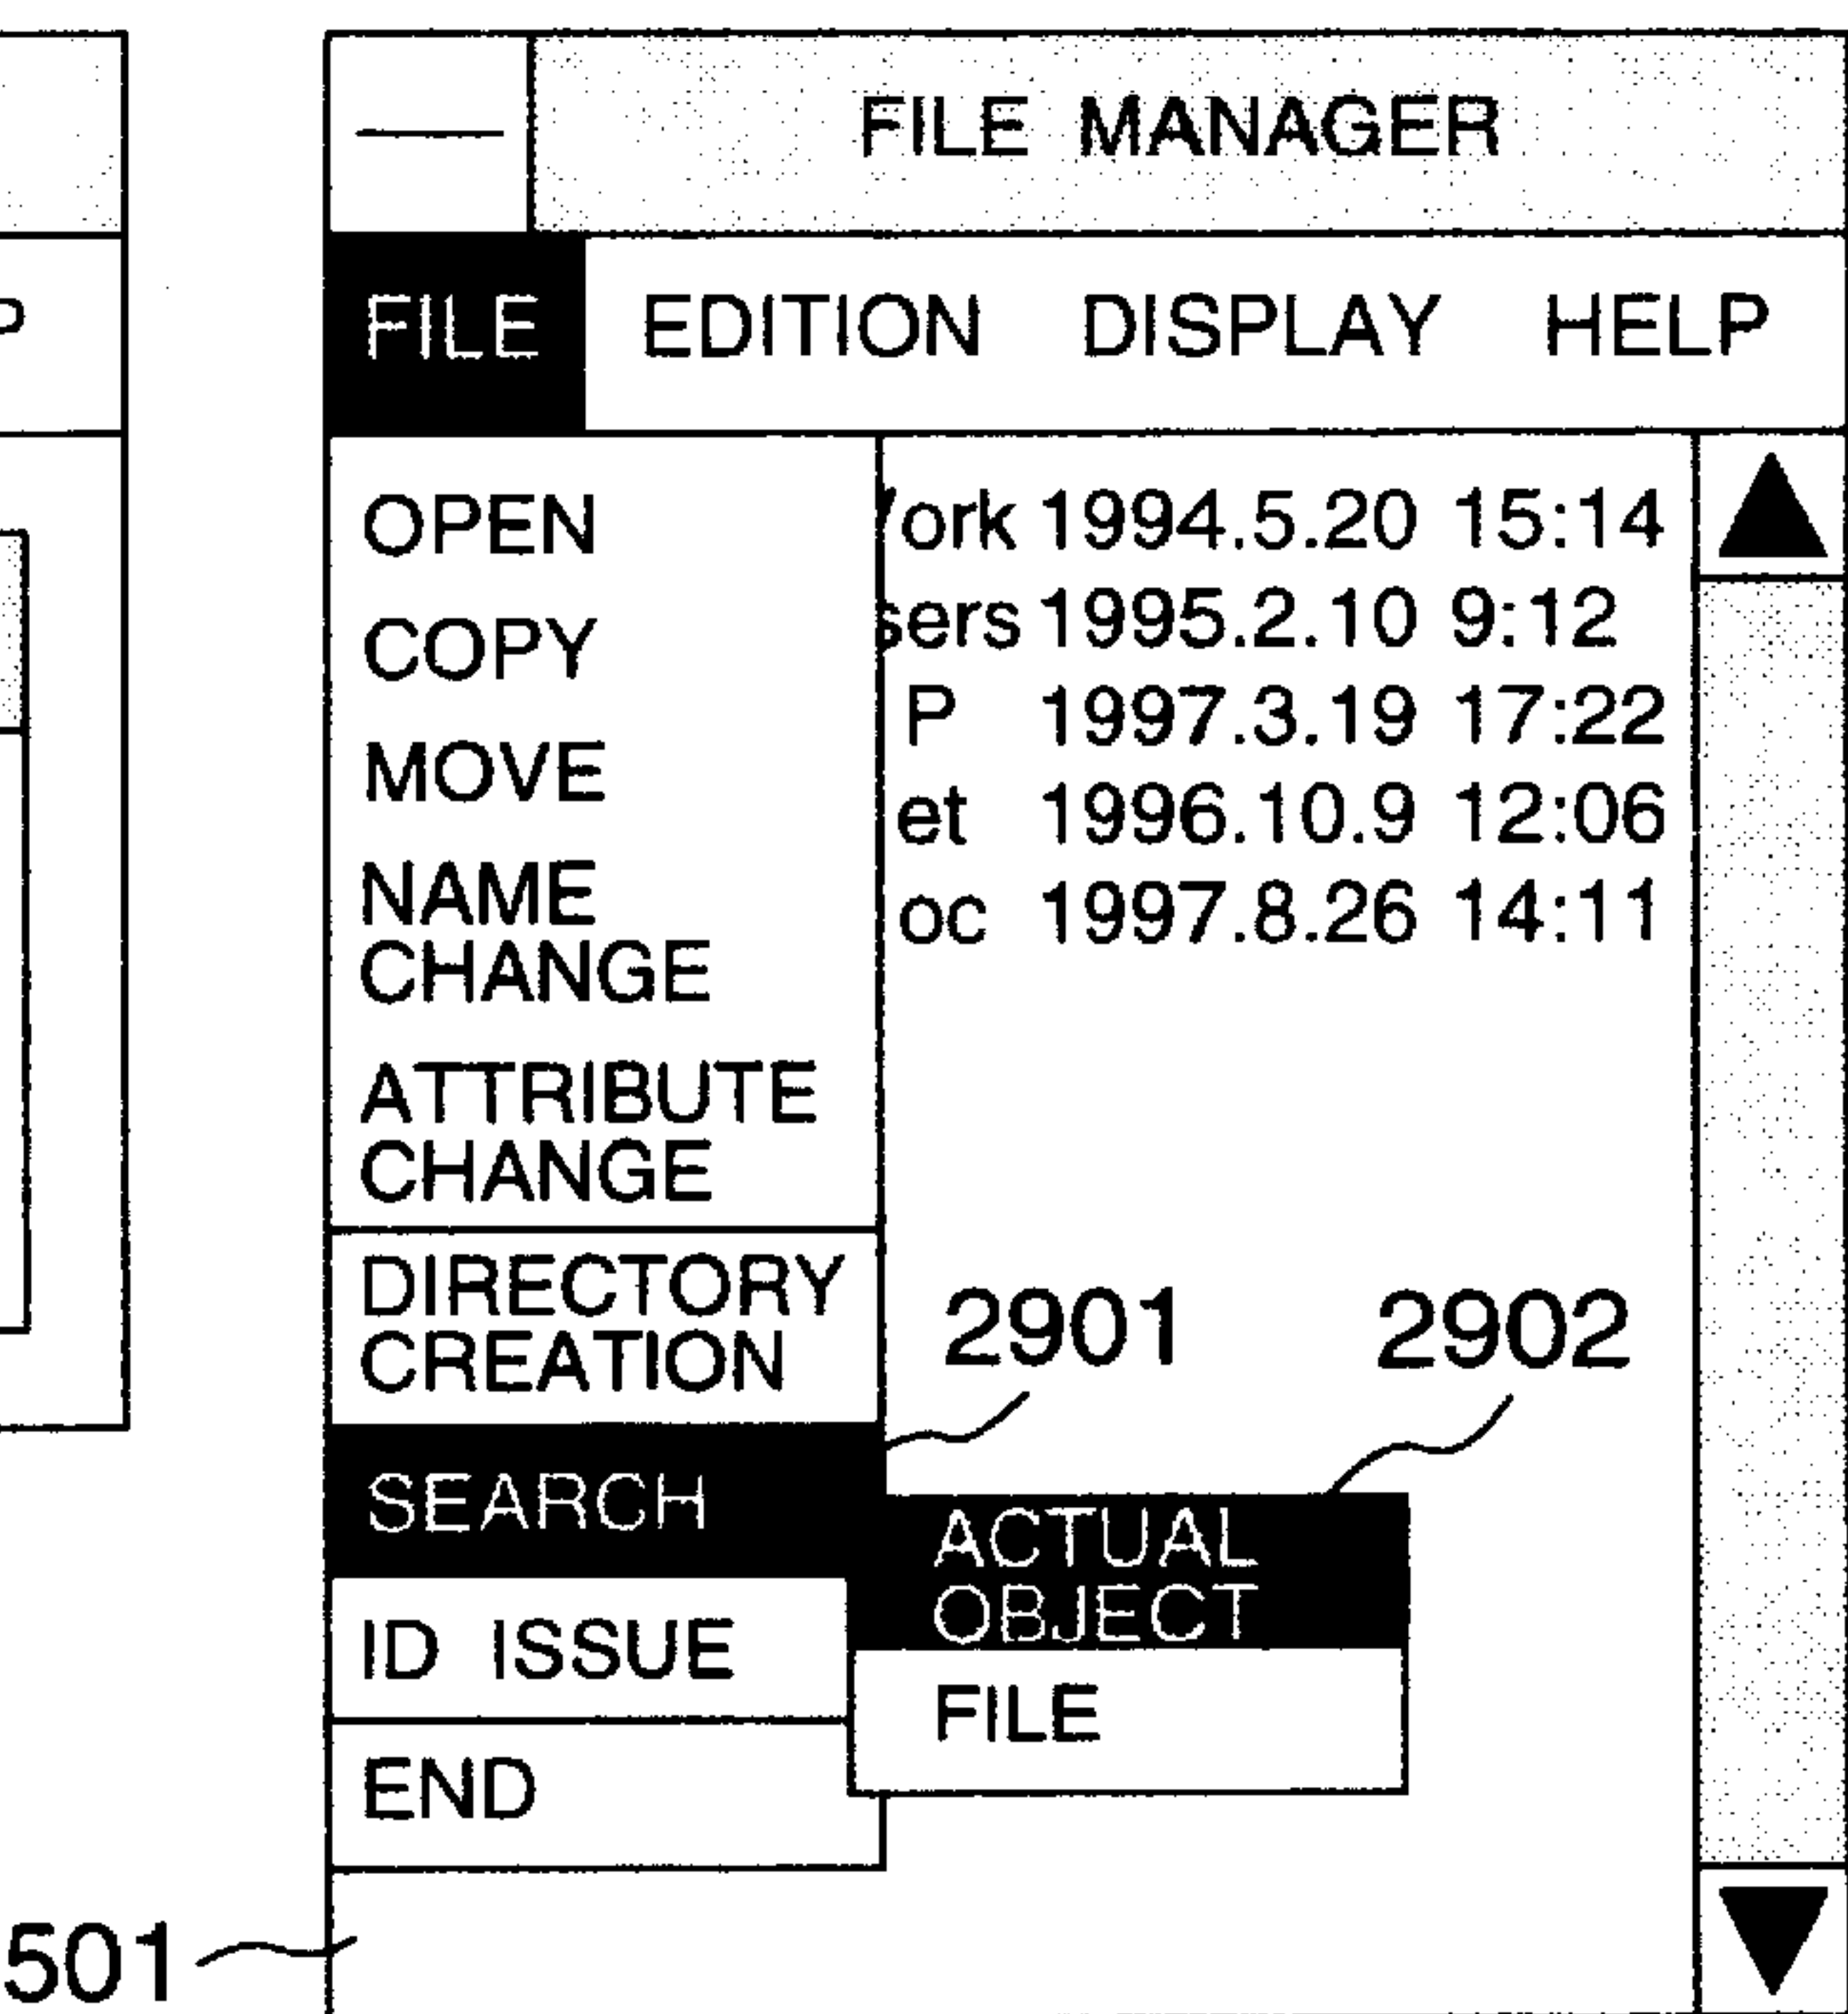 FILE MANAGER
FILE EDITION DISPLAY HELP
OPEN
COPY
MOVE
NAME
CHANGE
ATTRIBUTE
CHANGE
DIRECTORY
CREATION
SEARCH
ID ISSUE
END
ork 1994.5.20 15:14
sers 1995.2.10 9:12
P 1997.3.19 17:22
et 1996.10.9 12:06
oc 1997.8.26 14:11
2901
2902
ACTUAL
OBJECT
FILE
501